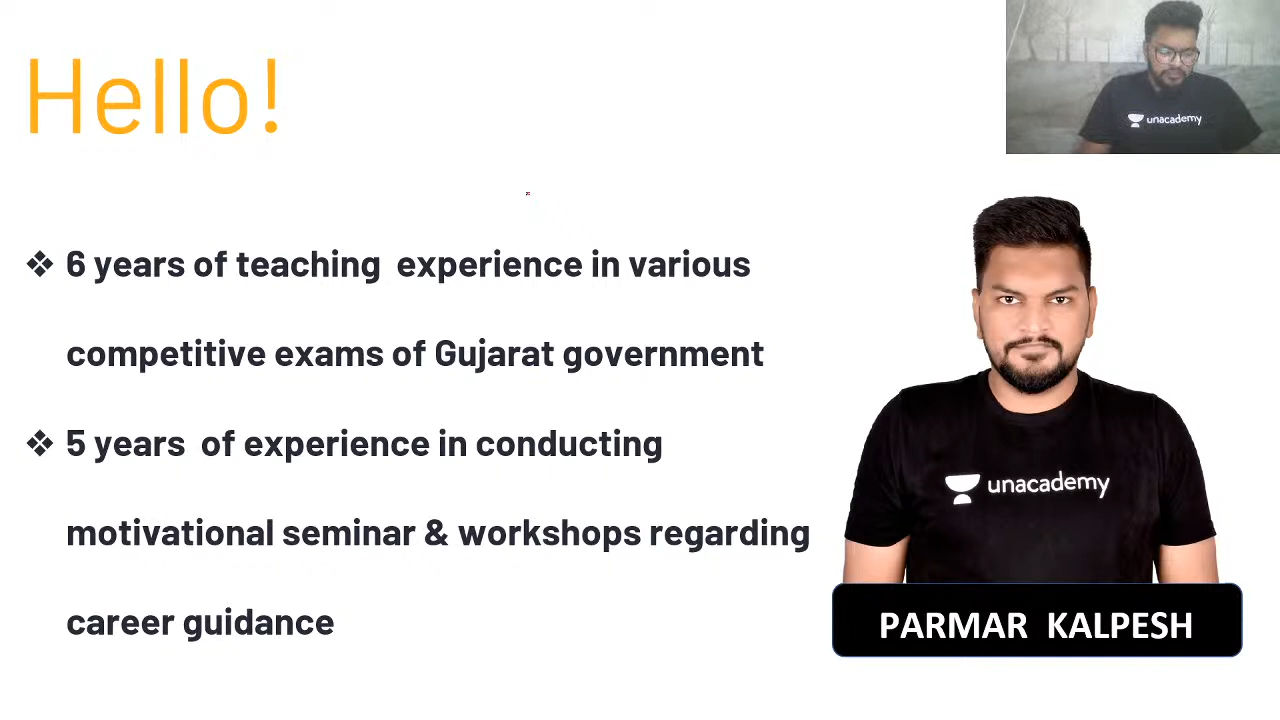 Hello!
unacademy
❖ 6 years of teaching experience in various
competitive exams of Gujarat government
❖ 5 years of experience in conducting
motivational seminar & workshops regarding
career guidance
unacademy
PARMAR KALPESH